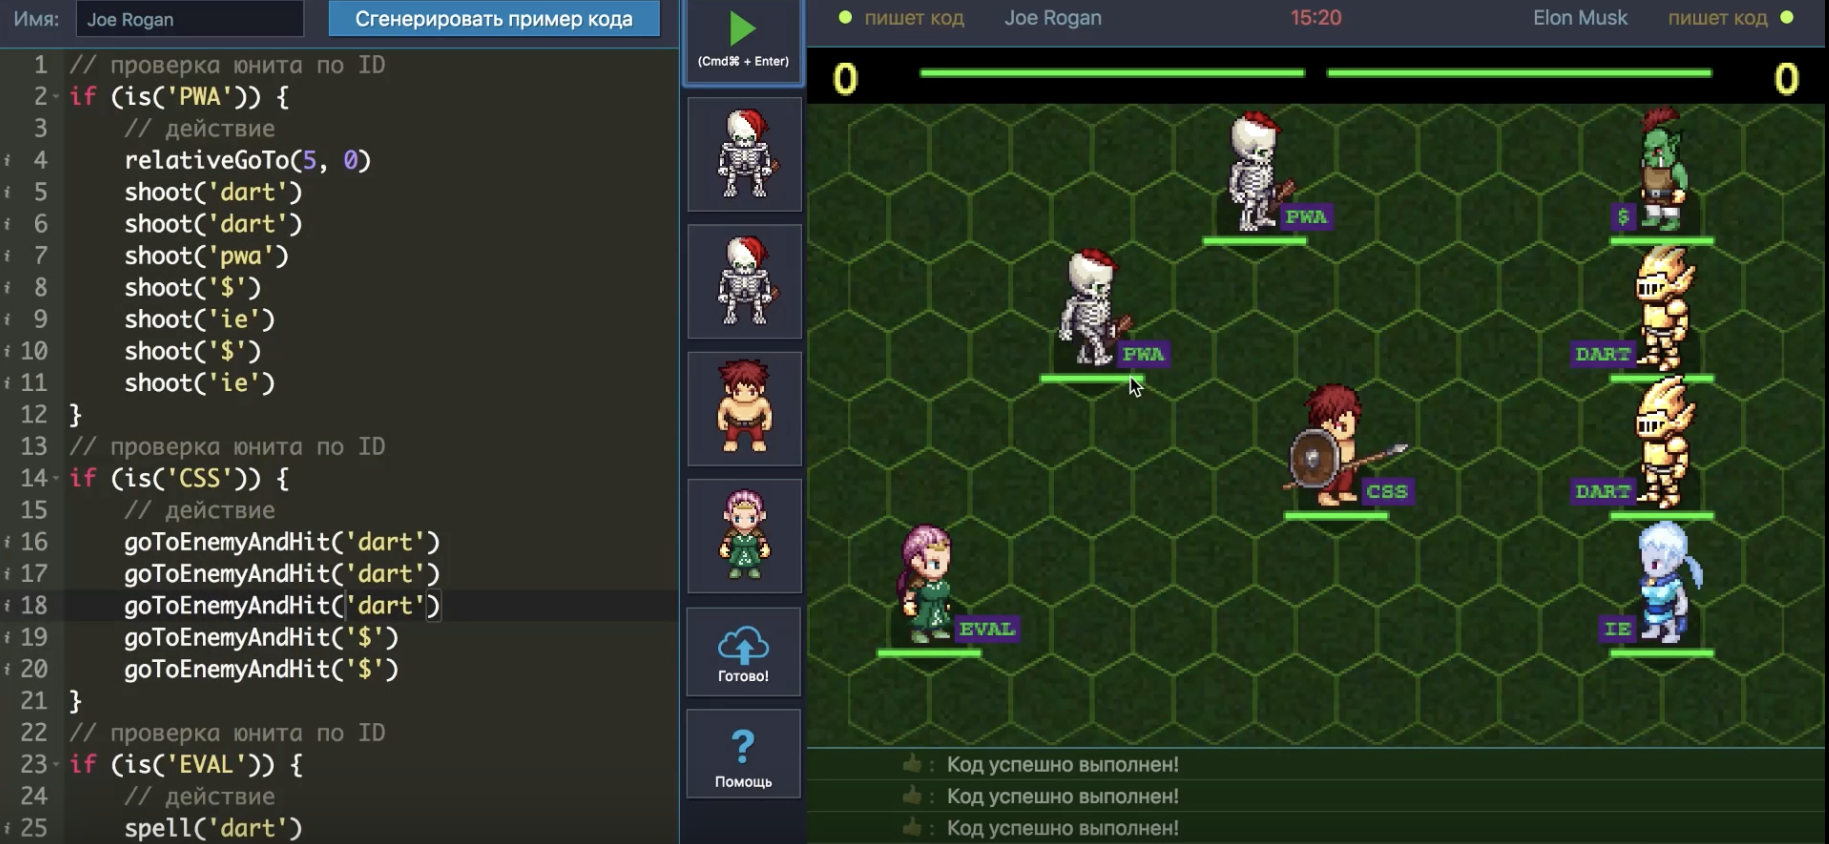 Имя: Joe Rogan Сгенерировать пример кода
1 // проверка юнита по ID
2 if (is('PWA')) {
3 // действие
4 relativeGoTo(5, 0)
5 shoot('dart')
6 shoot('dart')
7 shoot('pwa')
8 shoot('$')
9 shoot('ie')
10 shoot('$')
11 shoot('ie')
12 }
13 // проверка юнита по ID
14 if (is('CSS')) {
15 // действие
16 goToEnemyAndHit('dart')
17 goToEnemyAndHit('dart')
18 goToEnemyAndHit('dart')
19 goToEnemyAndHit('$')
20 goToEnemyAndHit('$')
21 }
22 // проверка юнита по ID
23 if (is('EVAL')) {
24 // действие
25 spell('dart')
(Cmd⌘ + Enter)
Готово!
?
Помощь
пишет код Joe Rogan 15:20 Elon Musk пишет код
0 0
PWA $
PWA DART
CSS DART
EVAL IE
: Код успешно выполнен!
: Код успешно выполнен!
: Код успешно выполнен!